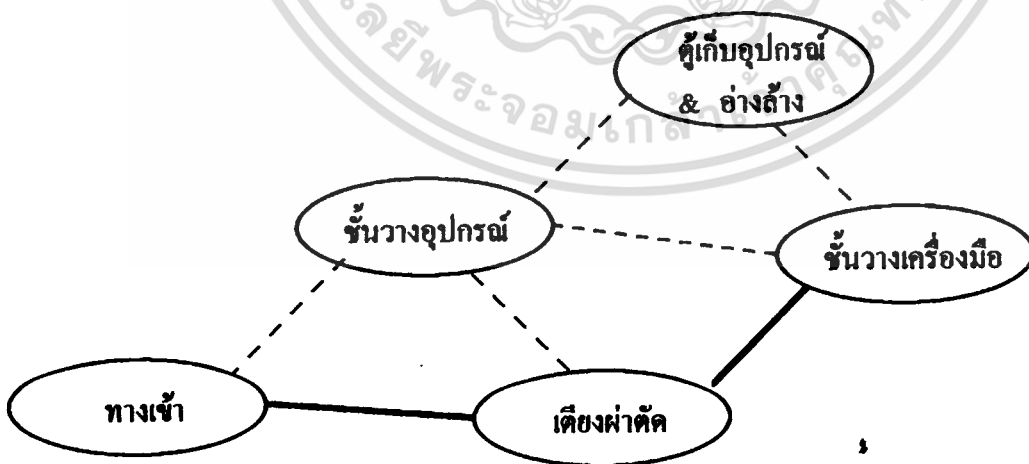 ตู้เก็บอุปกรณ์
& อ่างล้าง
ชั้นวางอุปกรณ์
ชั้นวางเครื่องมือ
ทางเข้า
เตียงผ่าตัด